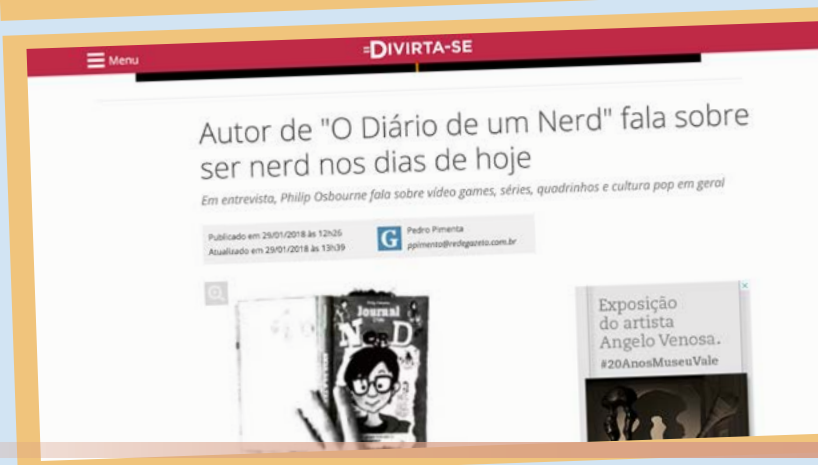 Menu
DIVIRTA-SE
Autor de "O Diário de um Nerd" fala sobre
ser nerd nos dias de hoje
Em entrevista, Philip Osbourne fala sobre vídeo games, séries, quadrinhos e cultura pop em geral
Publicado em 29/01/2018 às 12h26
Atualizado em 29/01/2018 às 13h39
G
Pedro Pimenta
ppimenta@redegazeta.com.br
Journal
NERD
Exposição
do artista
Angelo Venosa.
#20AnosMuseuVale